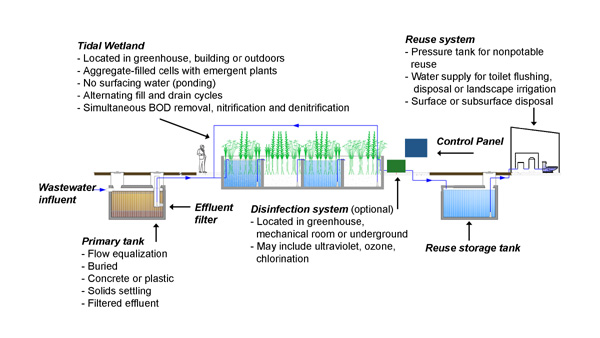 Tidal Wetland
- Located in greenhouse, building or outdoors
- Aggregate-filled cells with emergent plants
- No surfacing water (ponding)
- Alternating fill and drain cycles
- Simultaneous BOD removal, nitrification and denitrification
Reuse system
- Pressure tank for nonpotable
reuse
- Water supply for toilet flushing,
disposal or landscape irrigation
- Surface or subsurface disposal
Control Panel
Wastewater
influent
Effluent
filter
Primary tank
- Flow equalization
- Buried
- Concrete or plastic
- Solids settling
- Filtered effluent
Disinfection system (optional)
- Located in greenhouse,
mechanical room or underground
- May include ultraviolet, ozone,
chlorination
Reuse storage tank